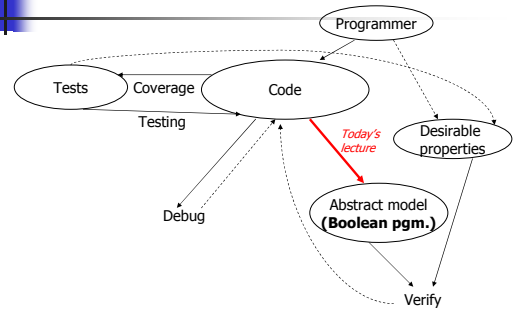 Programmer
Tests
Coverage
Code
Testing
Today's
lecture
Desirable
properties
Abstract model
(Boolean pgm.)
Debug
Verify